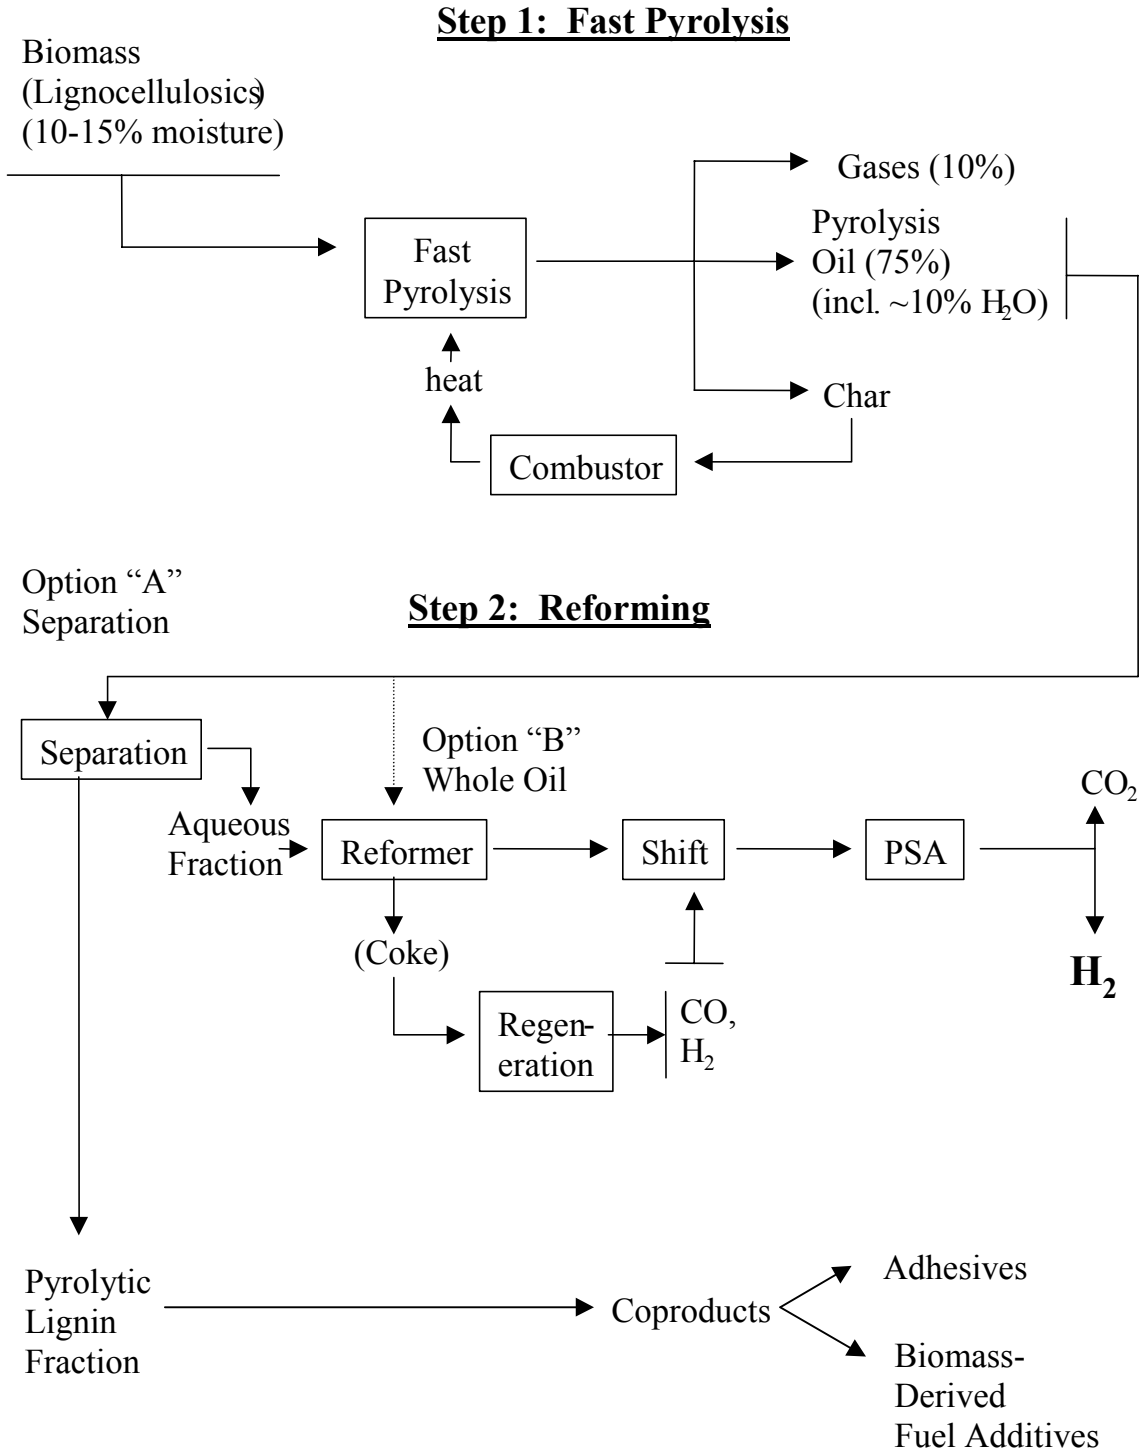 Step 1: Fast Pyrolysis
Biomass
(Lignocellulosics)
(10-15% moisture)
Gases (10%)
Pyrolysis
Oil (75%)
(incl. ~10% H₂O)
Fast
Pyrolysis
heat
Char
Combustor
Option “A”
Separation
Step 2: Reforming
Separation
Option “B”
Whole Oil
CO₂
Aqueous
Fraction
Reformer
Shift
PSA
(Coke)
H₂
Regen-
eration
CO,
H₂
Pyrolytic
Lignin
Fraction
Coproducts
Adhesives
Biomass-
Derived
Fuel Additives